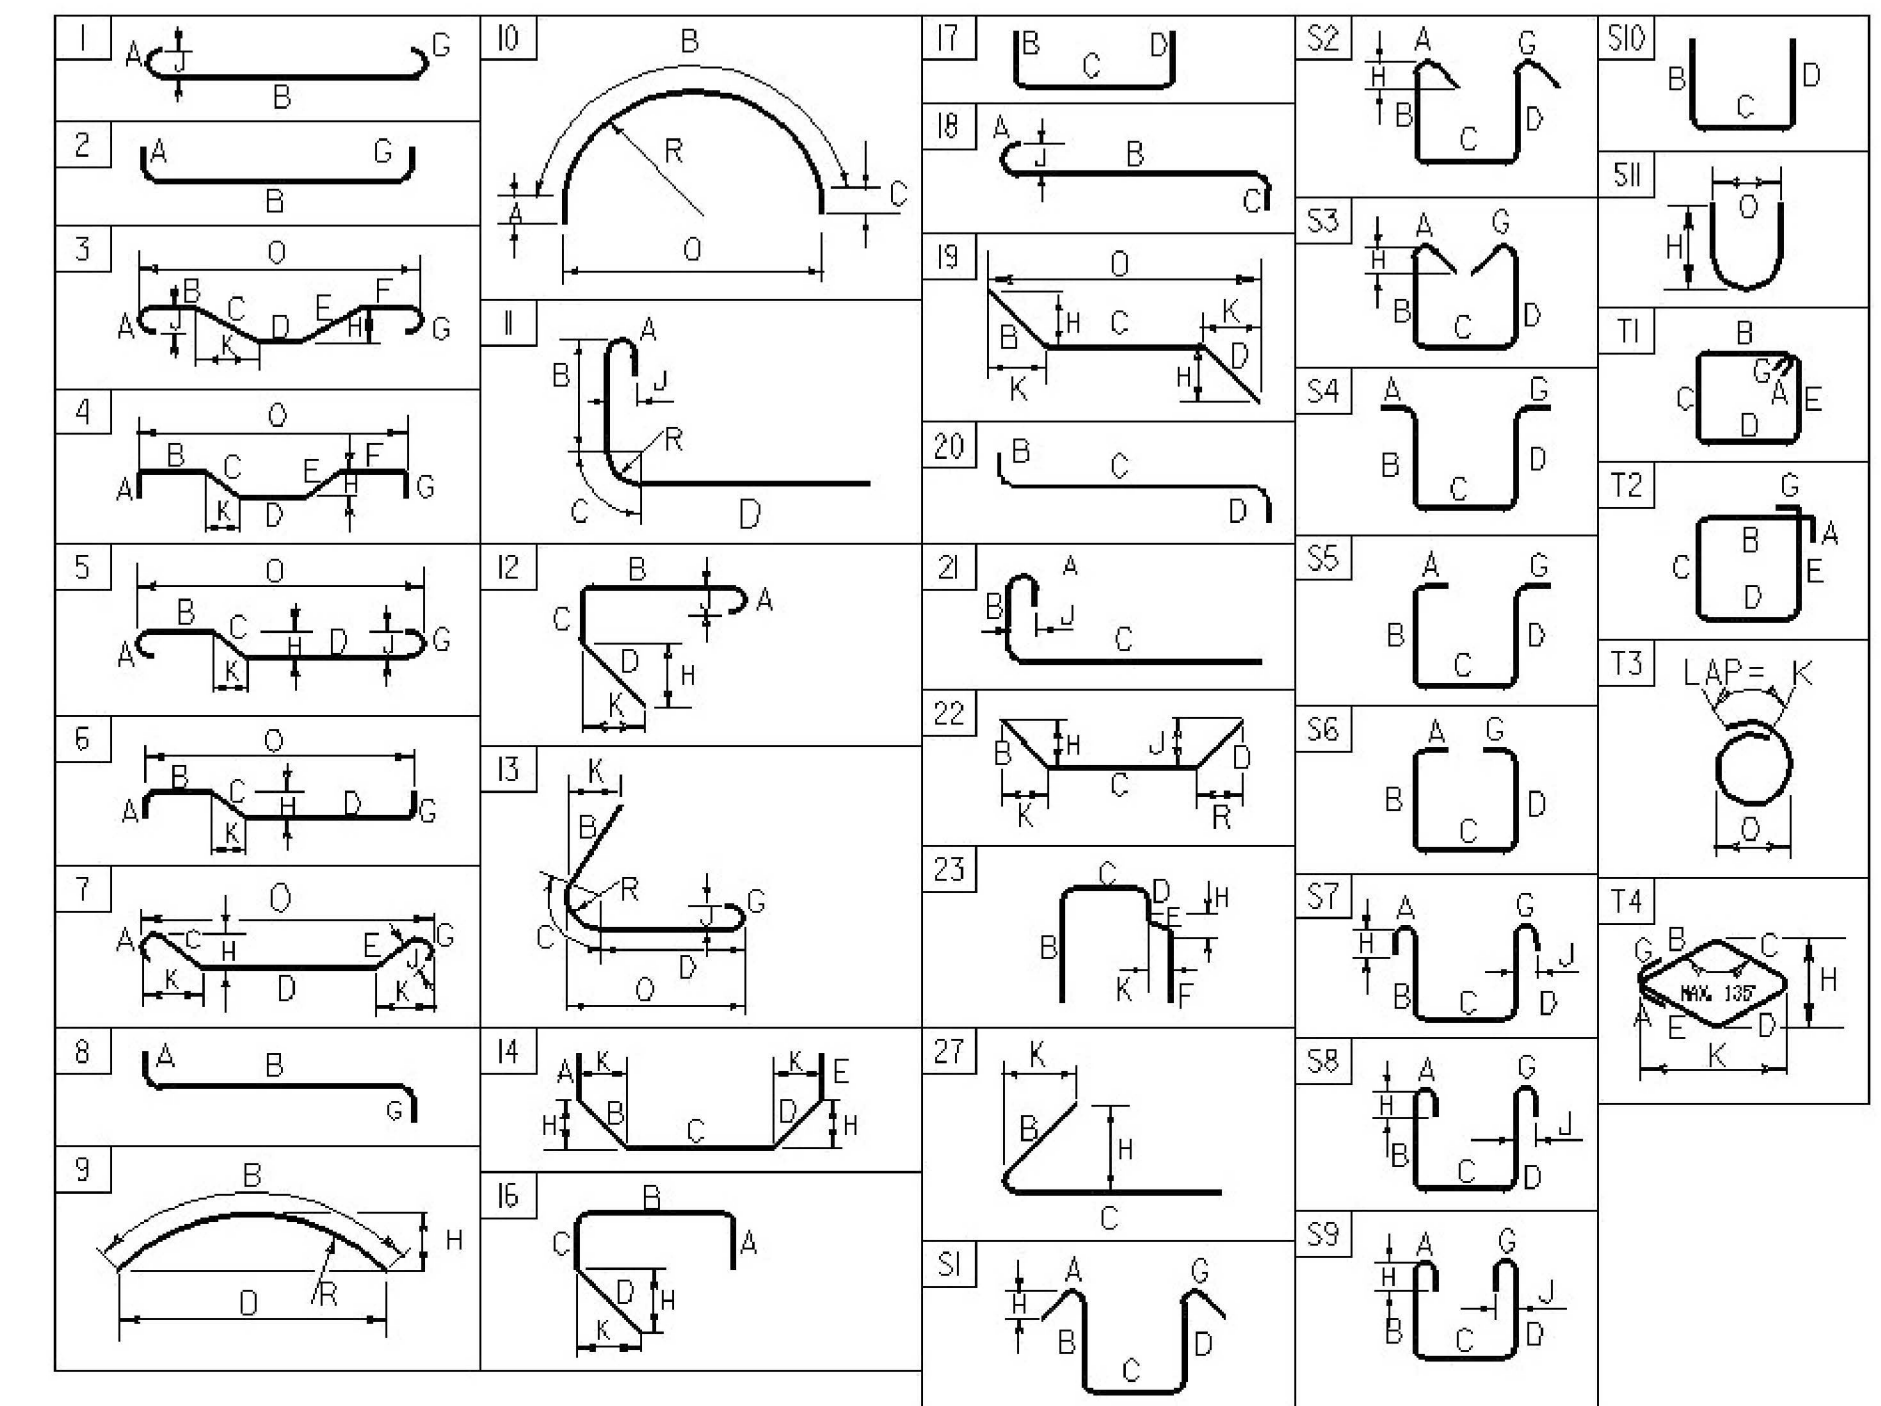 1
A J G
B
2
A G
B
3
O
B C E F
A J D H G
K
4
O
B C E F
A H G
K D
5
O
B C H D J G
A
K
6
O
B C H D
A G
K
7
O
A C H E G
J
K D K
8
A B
G
9
B
H
O R
10
B
R
A C
O
11
A
B J
R
C D
12
B
J A
C
D H
K
13
K
B
R G
J
C D
O
14
A K K E
H B C D H
16
B
C A
D H
K
17
B D
C
18
A
J B
C
19
O
H C K
B H D
K
20
B C
D
21
A
B J
C
22
H J
B D
C
K R
23
C D H
E
B
K F
27
K
B H
C
S1
A G
H
B D
C
S2
A G
H
B D
C
S3
A G
H
B D
C
S4
A G
B D
C
S5
A G
B D
C
S6
A G
B D
C
S7
A G
H
J
B C D
S8
A G
H
J
B C D
S9
A G
H
J
B C D
S10
B D
C
S11
O
H
T1
B
G
C A E
D
T2
G
B A
C E
D
T3
LAP= K
O
T4
G B C
MAX. 135° H
A E D
K